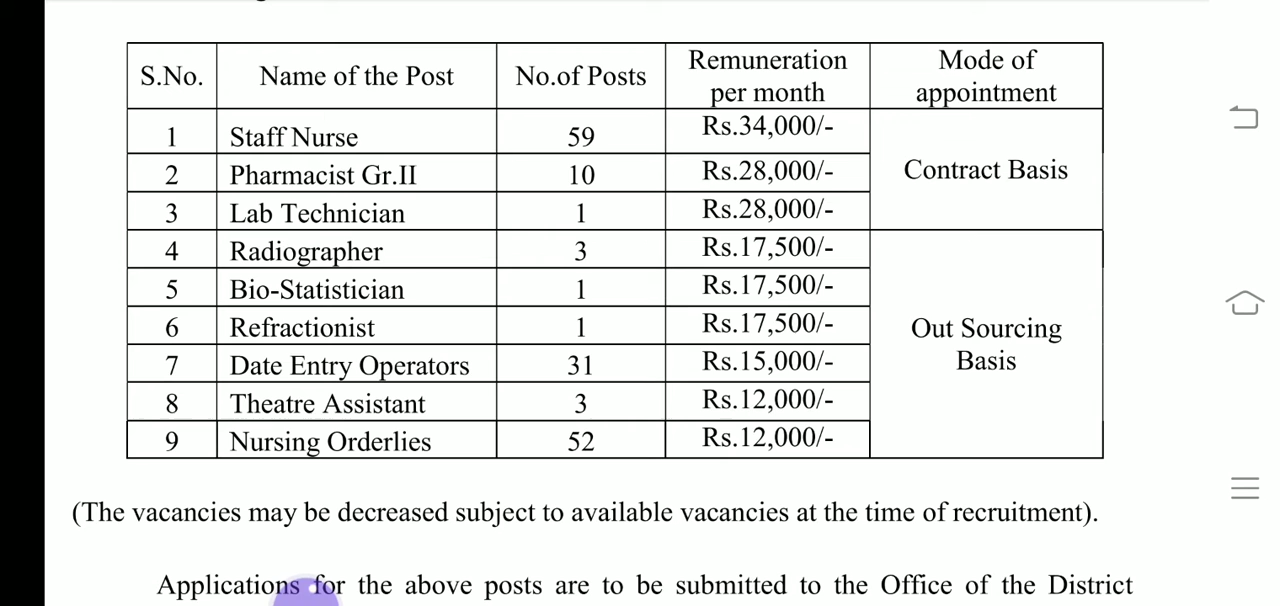 S.No. Name of the Post No.of Posts Remuneration per month Mode of appointment
1 Staff Nurse 59 Rs.34,000/- Contract Basis
2 Pharmacist Gr.II 10 Rs.28,000/-
3 Lab Technician 1 Rs.28,000/-
4 Radiographer 3 Rs.17,500/- Out Sourcing Basis
5 Bio-Statistician 1 Rs.17,500/-
6 Refractionist 1 Rs.17,500/-
7 Date Entry Operators 31 Rs.15,000/-
8 Theatre Assistant 3 Rs.12,000/-
9 Nursing Orderlies 52 Rs.12,000/-
(The vacancies may be decreased subject to available vacancies at the time of recruitment).
Applications for the above posts are to be submitted to the Office of the District